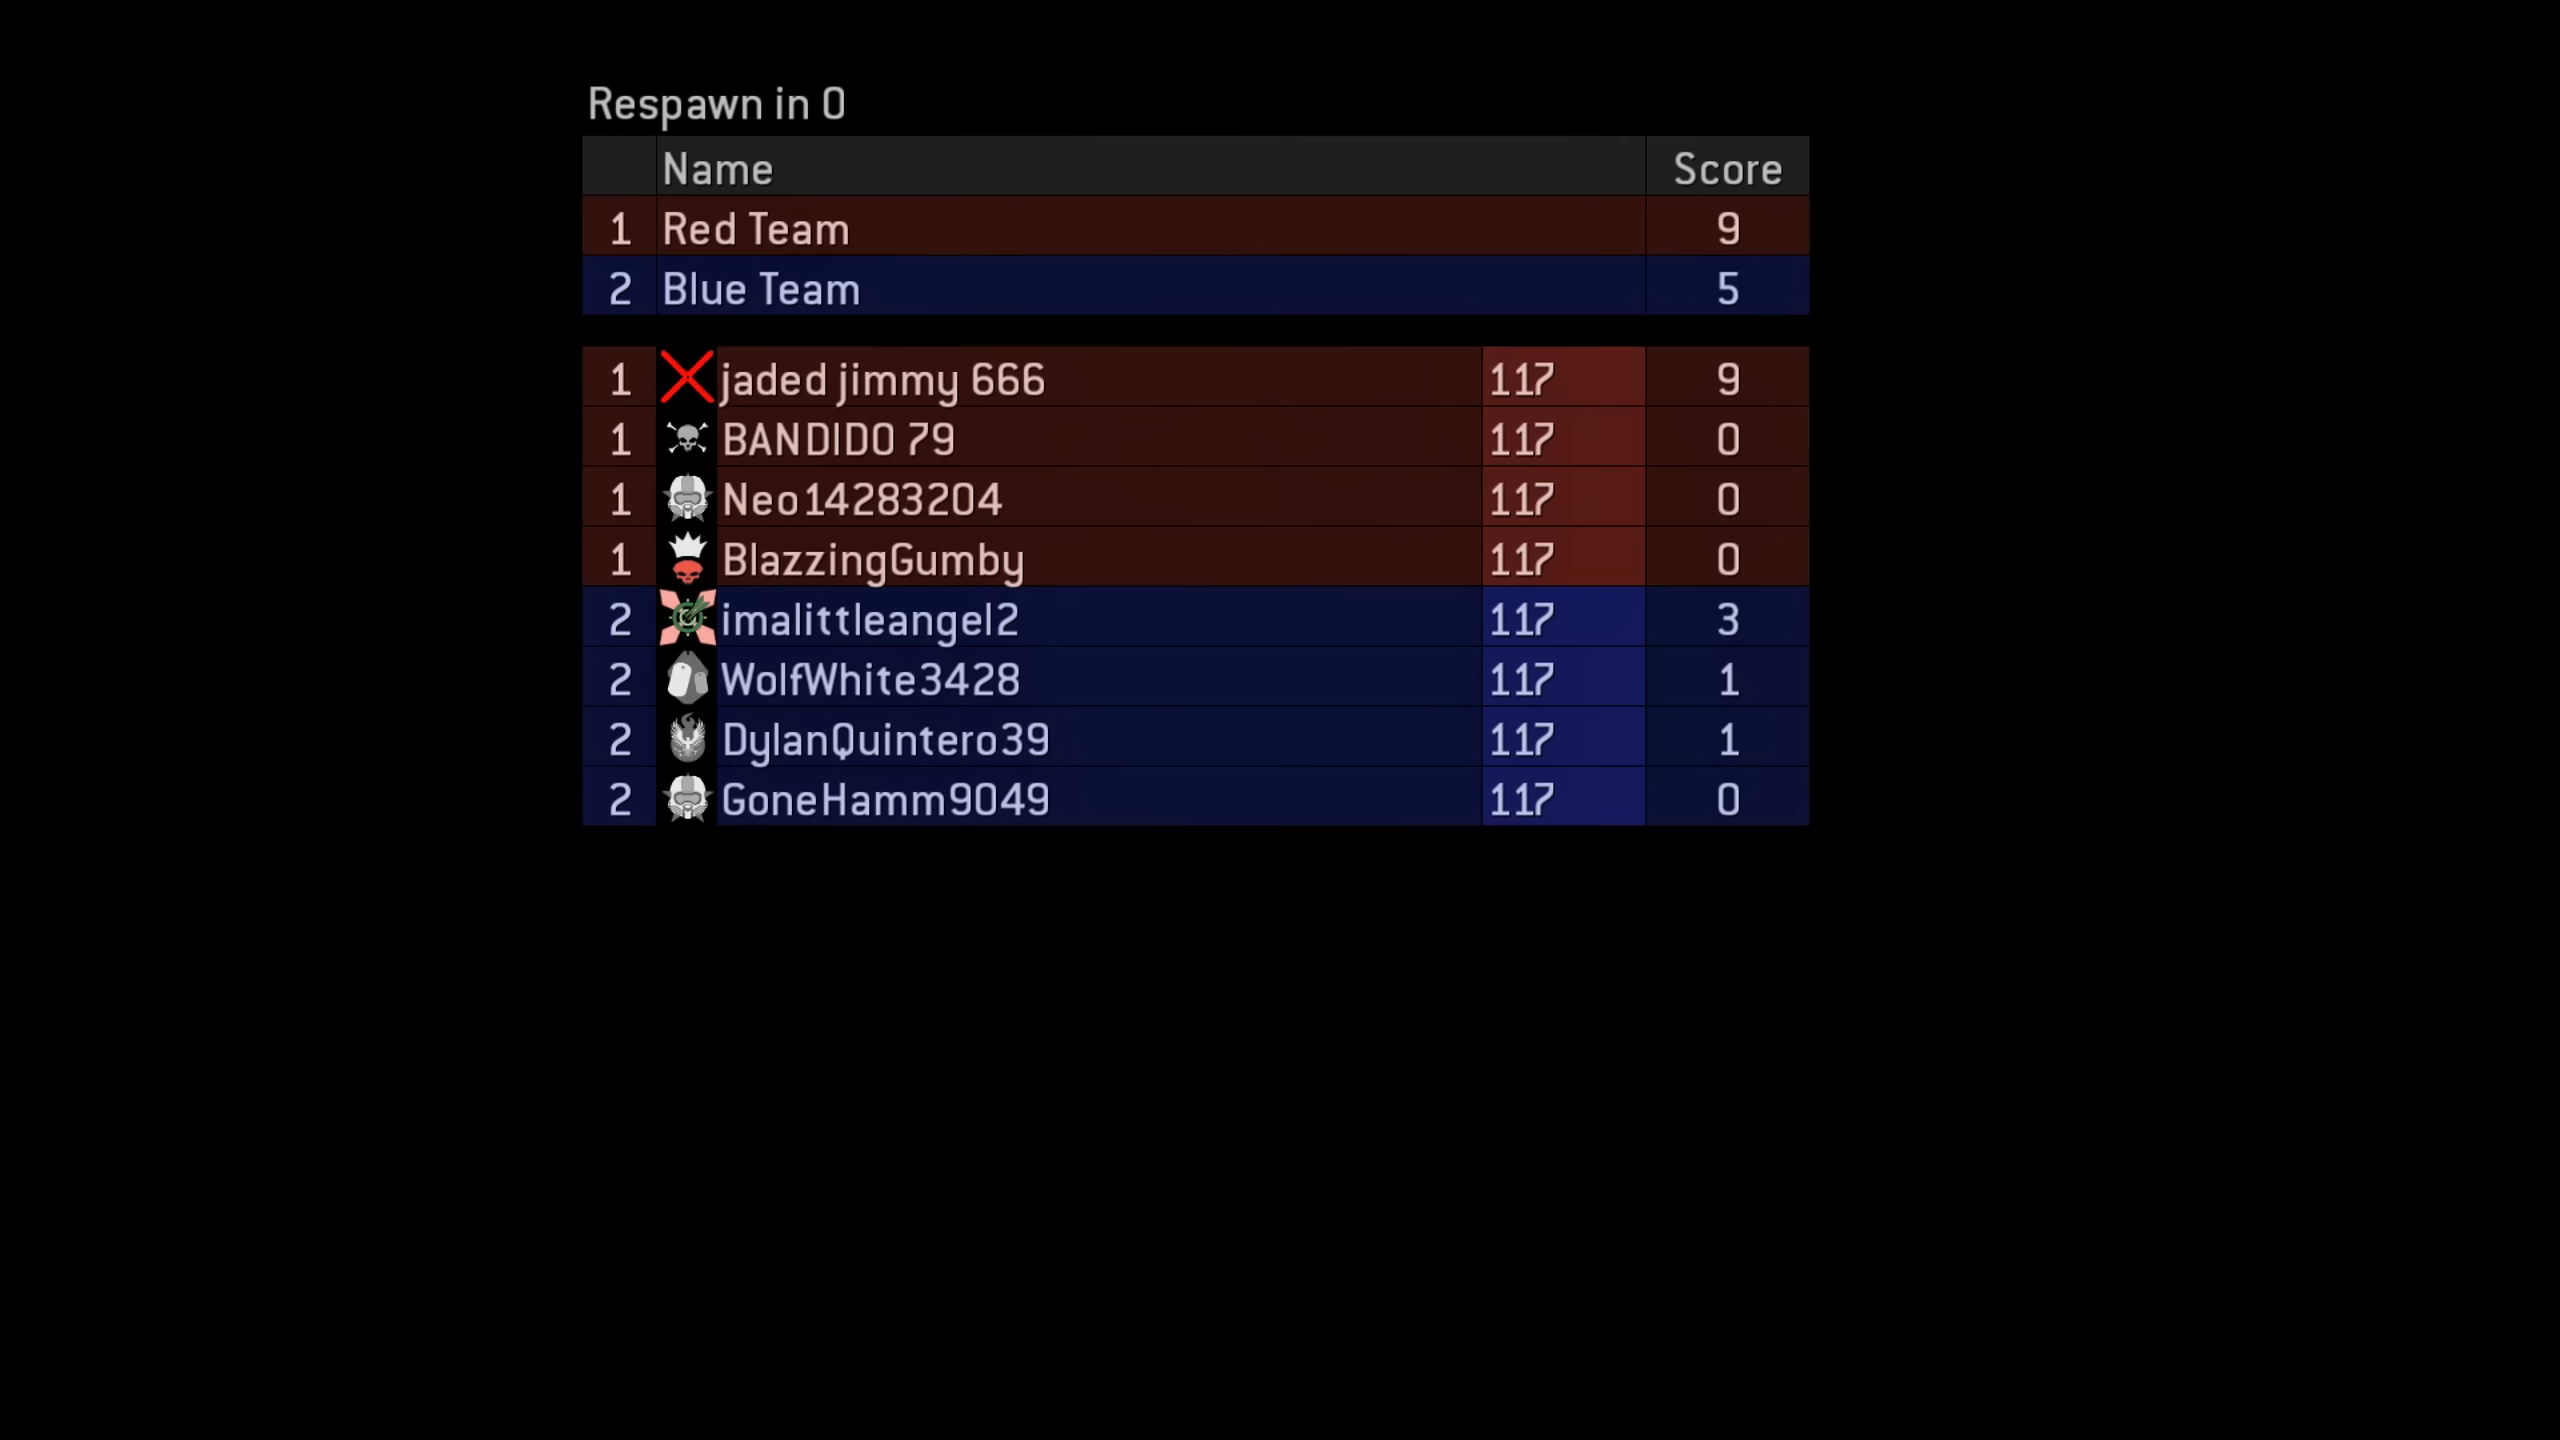 Respawn in 0
Name Score
1 Red Team 9
2 Blue Team 5
1 jaded jimmy 666 117 9
1 BANDIDO 79 117 0
1 Neo14283204 117 0
1 BlazzingGumby 117 0
2 imalittleangel2 117 3
2 WolfWhite3428 117 1
2 DylanQuintero39 117 1
2 GoneHamm9049 117 0